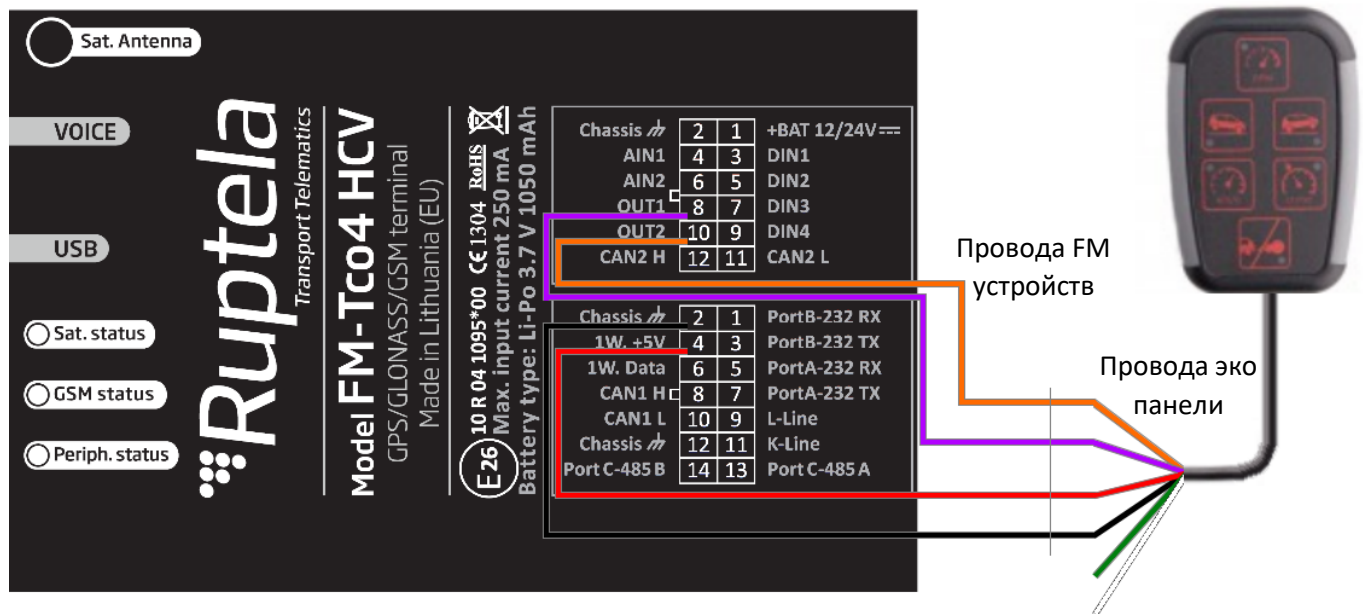 Sat. Antenna
VOICE
USB
Sat. status
GSM status
Periph. status
Ruptela
Transport Telematics
Model FM-Tco4 HCV
GPS/GLONASS/GSM terminal
Made in Lithuania (EU)
E26
10 R 04 1095*00 CE 1304 RoHS
Max. input current 250 mA
Battery type: Li-Po 3.7 V 1050 mAh
Chassis 2 1 +BAT 12/24V
AIN1 4 3 DIN1
AIN2 6 5 DIN2
OUT1 8 7 DIN3
OUT2 10 9 DIN4
CAN2 H 12 11 CAN2 L
Chassis 2 1 PortB-232 RX
1W. +5V 4 3 PortB-232 TX
1W. Data 6 5 PortA-232 RX
CAN1 H 8 7 PortA-232 TX
CAN1 L 10 9 L-Line
Chassis 12 11 K-Line
Port C-485 B 14 13 Port C-485 A
Провода FM
устройств
Провода эко
панели